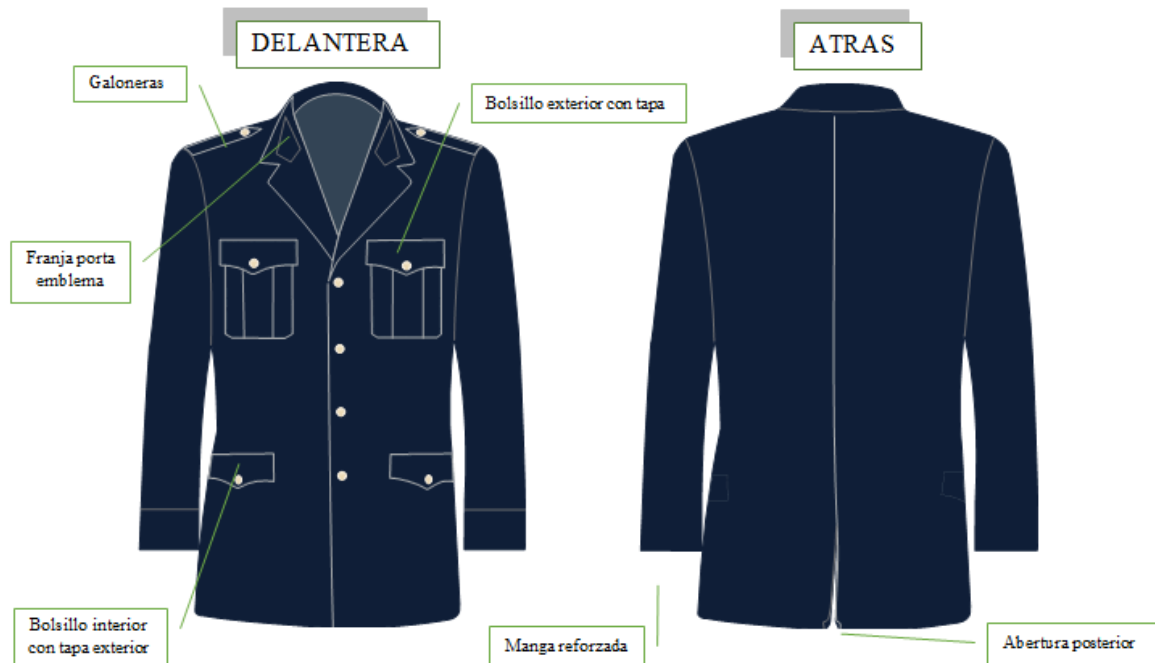 DELANTERA
ATRAS
Galoneras
Bolsillo exterior con tapa
Franja porta
emblema
Bolsillo interior
con tapa exterior
Manga reforzada
Abertura posterior